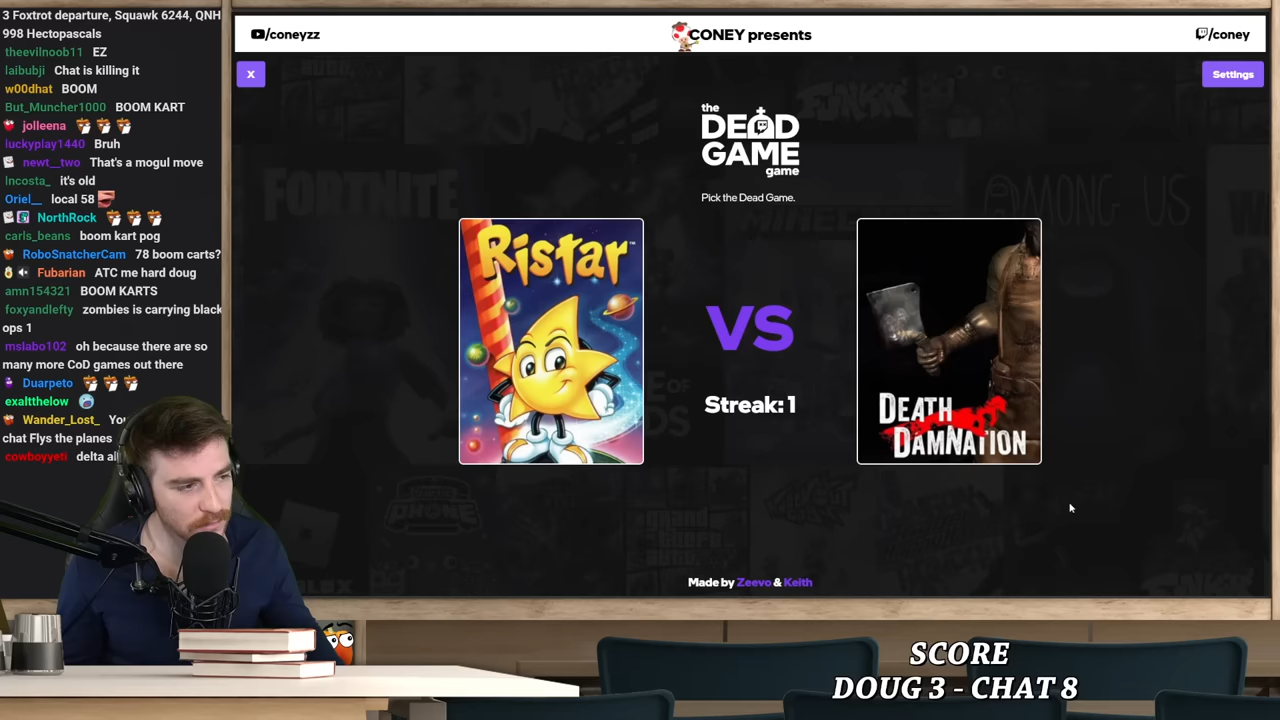 3 Foxtrot departure, Squawk 6244, QNH
998 Hectopascals
theevilnoob11 EZ
laibubji Chat is killing it
w00dhat BOOM
But_Muncher1000 BOOM KART
jolleena
luckyplay1440 Bruh
newt__two That's a mogul move
lncosta_ it's old
Oriel__ local 58
NorthRock
carls_beans boom kart pog
RoboSnatcherCam 78 boom carts?
Fubarian ATC me hard doug
amn154321 BOOM KARTS
foxyandlefty zombies is carrying black
ops 1
mslabo102 oh because there are so
many more CoD games out there
Duarpeto
exaltthelow
Wander_Lost_
chat Flys the planes
cowboyyeti delta
/coneyzz
CONEY presents
/coney
X
Settings
the
DEAD
GAME
game
Pick the Dead Game.
FORTNITE
AMONG US
Ristar
VS
Streak: 1
DEATH
DAMNATION
Made by Zeevo & Keith
SCORE
DOUG 3 - CHAT 8